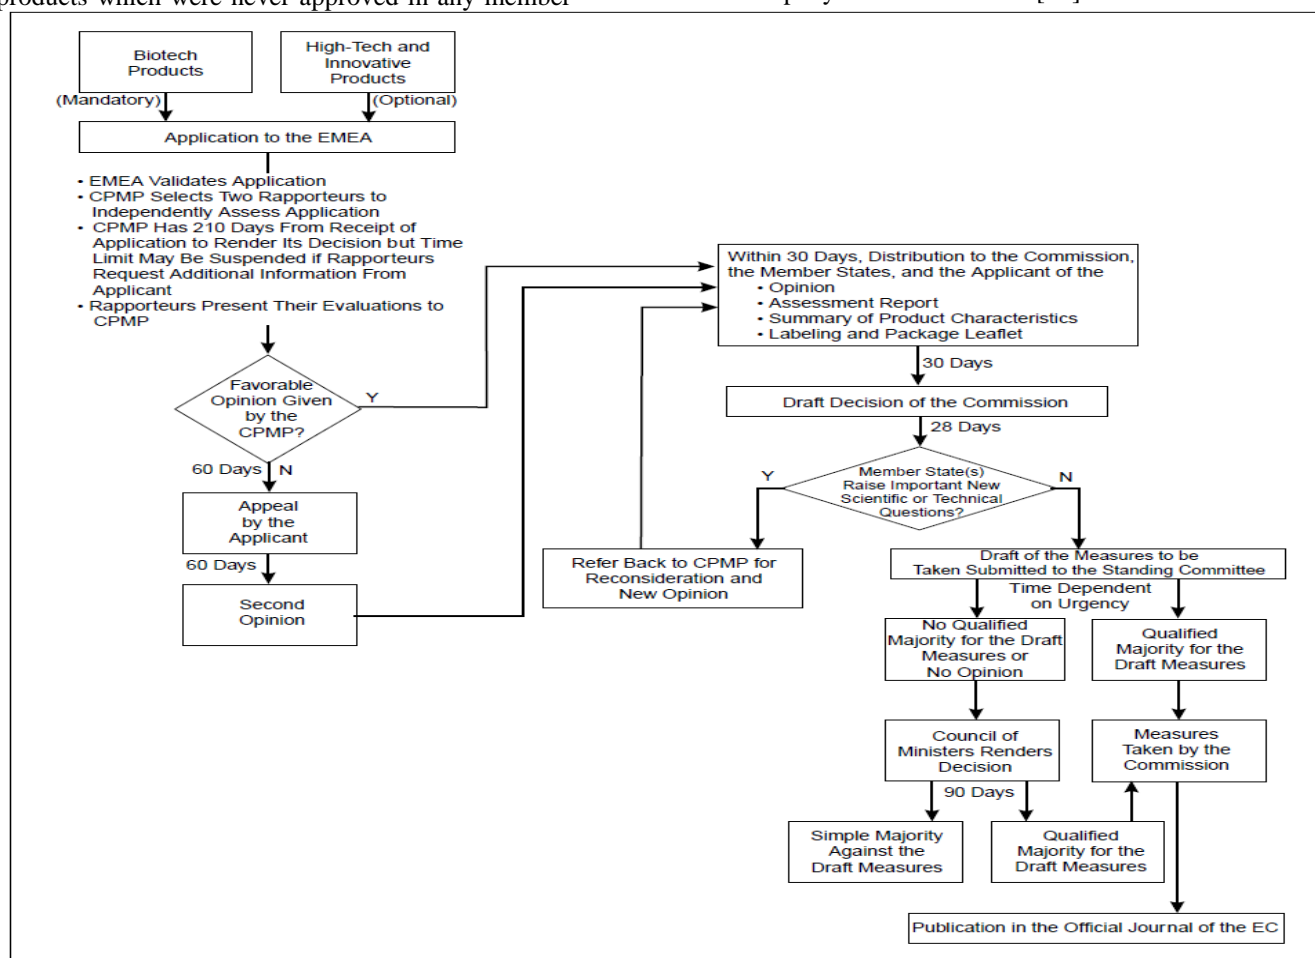 products which were never approved in any member
Biotech
Products
High-Tech and
Innovative
Products
(Mandatory)
(Optional)
Application to the EMEA
• EMEA Validates Application
• CPMP Selects Two Rapporteurs to
Independently Assess Application
• CPMP Has 210 Days From Receipt of
Application to Render Its Decision but Time
Limit May Be Suspended if Rapporteurs
Request Additional Information From
Applicant
• Rapporteurs Present Their Evaluations to
CPMP
Favorable
Opinion Given
by the
CPMP?
Y
60 Days
N
Appeal
by the
Applicant
60 Days
Second
Opinion
Within 30 Days, Distribution to the Commission,
the Member States, and the Applicant of the
• Opinion
• Assessment Report
• Summary of Product Characteristics
• Labeling and Package Leaflet
30 Days
Draft Decision of the Commission
28 Days
Member State(s)
Raise Important New
Scientific or Technical
Questions?
Y
N
Refer Back to CPMP for
Reconsideration and
New Opinion
Draft of the Measures to be
Taken Submitted to the Standing Committee
Time Dependent
on Urgency
No Qualified
Majority for the Draft
Measures or
No Opinion
Qualified
Majority for the
Draft Measures
Council of
Ministers Renders
Decision
Measures
Taken by the
Commission
90 Days
Simple Majority
Against the
Draft Measures
Qualified
Majority for the
Draft Measures
Publication in the Official Journal of the EC